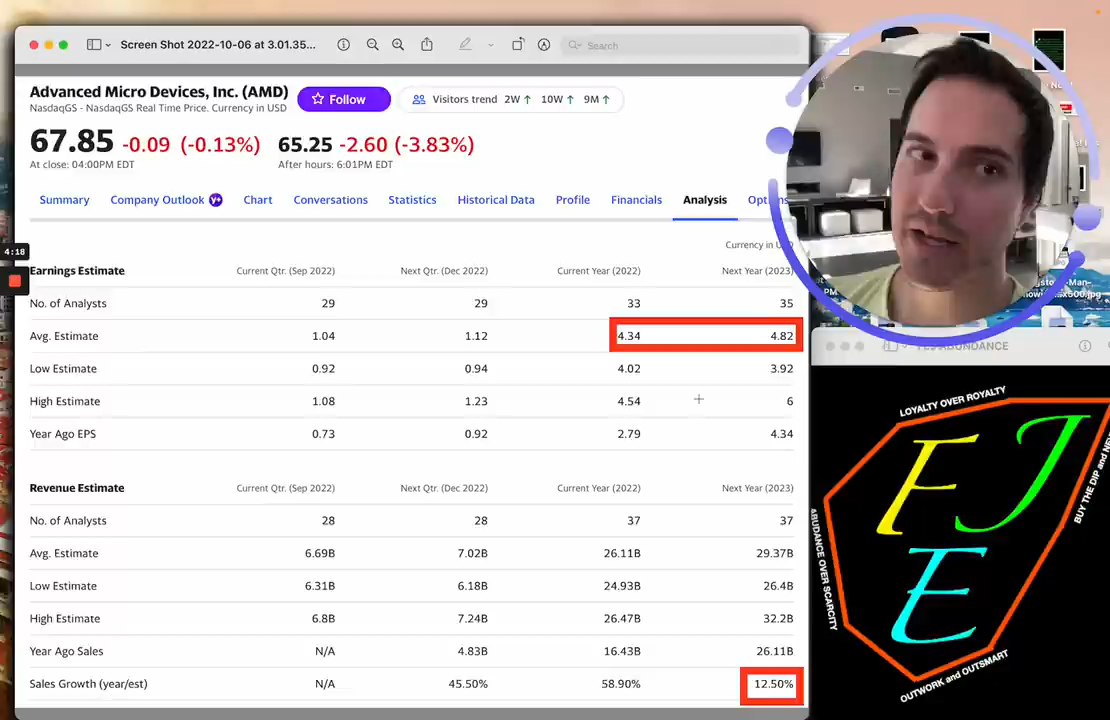 Screen Shot 2022-10-06 at 3.01.35...
Search
Advanced Micro Devices, Inc. (AMD)
NasdaqGS - NasdaqGS Real Time Price. Currency in USD
Follow
Visitors trend 2W↑ 10W↑ 9M↑
67.85 -0.09 (-0.13%)
At close: 04:00PM EDT
65.25 -2.60 (-3.83%)
After hours: 6:01PM EDT
Summary Company Outlook Y+ Chart Conversations Statistics Historical Data Profile Financials Analysis
Currency in
4:18
Earnings Estimate Current Qtr. (Sep 2022) Next Qtr. (Dec 2022) Current Year (2022) Next Year (2023)
No. of Analysts 29 29 33 35
Avg. Estimate 1.04 1.12 4.34 4.82
Low Estimate 0.92 0.94 4.02 3.92
High Estimate 1.08 1.23 4.54 6
Year Ago EPS 0.73 0.92 2.79 4.34
Revenue Estimate Current Qtr. (Sep 2022) Next Qtr. (Dec 2022) Current Year (2022) Next Year (2023)
No. of Analysts 28 28 37 37
Avg. Estimate 6.69B 7.02B 26.11B 29.37B
Low Estimate 6.31B 6.18B 24.93B 26.4B
High Estimate 6.8B 7.24B 26.47B 32.2B
Year Ago Sales N/A 4.83B 16.43B 26.11B
Sales Growth (year/est) N/A 45.50% 58.90% 12.50%
ABUNDANCE
LOYALTY OVER ROYALTY
BUY THE DIP and
FJE
ABUDANCE OVER SCARCITY
OUTWORK and OUTSMART